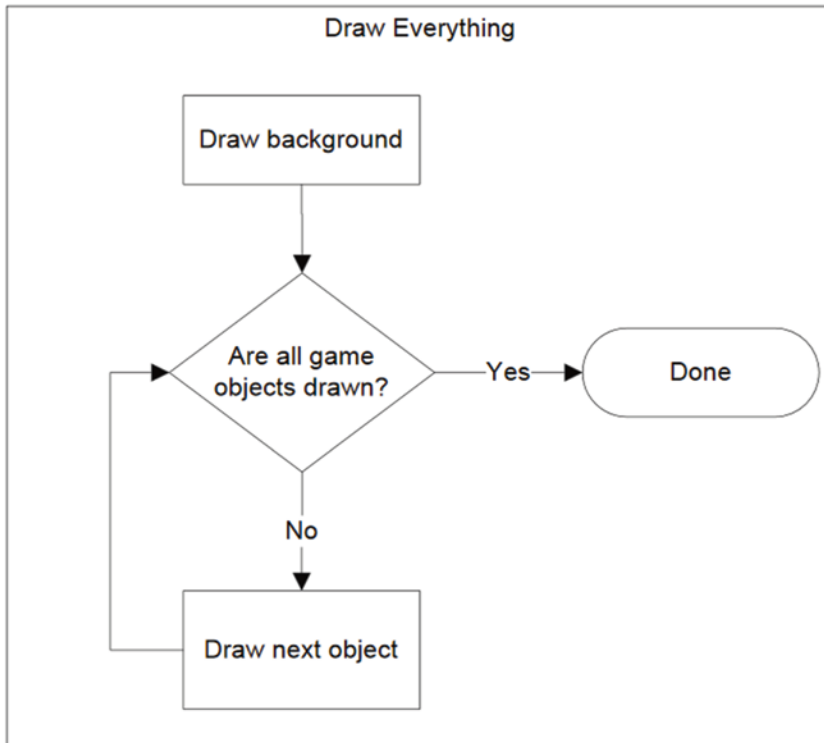 Draw Everything
Draw background
Are all game
objects drawn?
Yes
Done
No
Draw next object